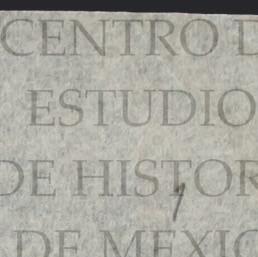 CENTRO D
ESTUDIO
DE HISTOR
DE MEXIC